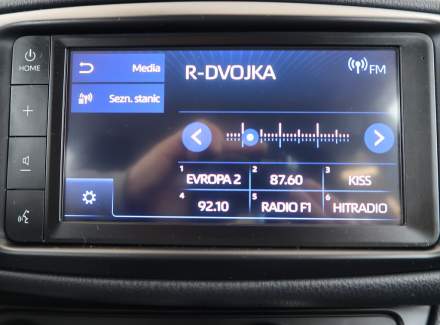 HOME
Media
Sezn. stanic
R-DVOJKA
FM
1 EVROPA 2
2 87.60
3 KISS
4 92.10
5 RADIO F1
6 HITRADIO